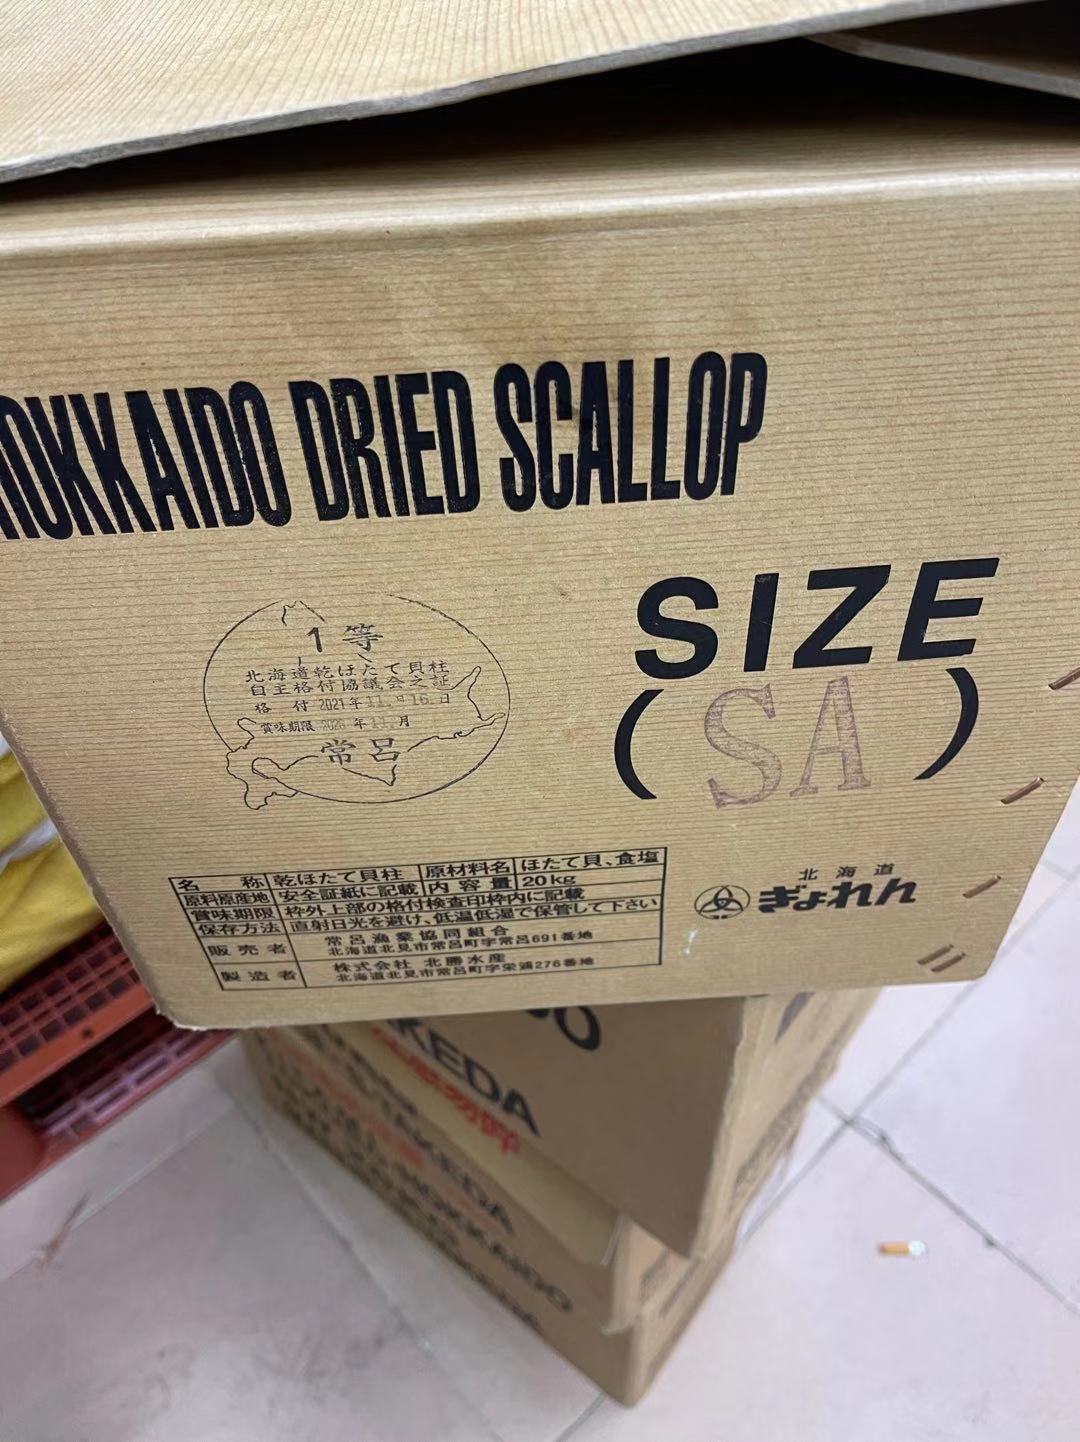 HOKKAIDO DRIED SCALLOP
SIZE
(SA)
1 等
北海道乾ほたて貝柱
自主格付協議会之証
格 付 2021年 11.日 16.日
賞味期限 2026 年 11.月
常呂
名 称 乾ほたて貝柱 原材料名 ほたて貝、食塩
原料原産地 安全証紙に記載 内容量 20kg
賞味期限 枠外上部の格付検査印枠内に記載
保存方法 直射日光を避け、低温低湿で保管して下さい
販売者 常呂漁業協同組合
北海道北見市常呂町字常呂691番地
製造者 株式会社 北勝水産
北海道北見市常呂町字栄浦276番地
北海道
ぎょれん
KEDA
TAKEDA
HOKKAIDO